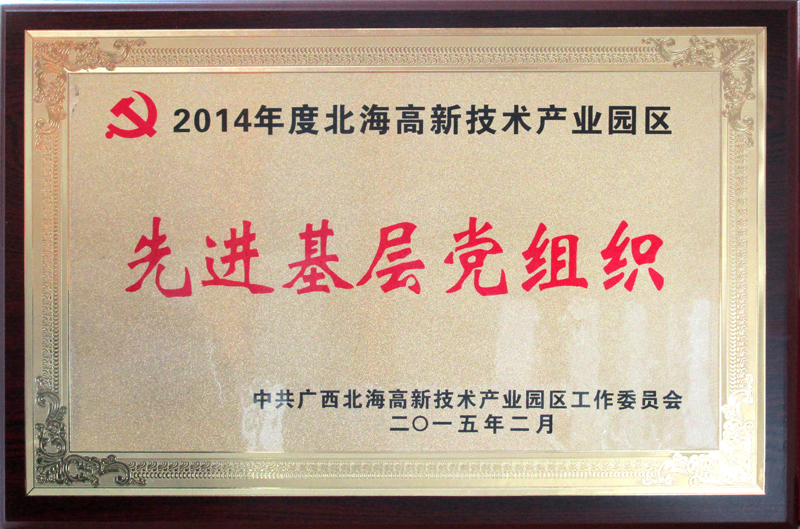 2014年度北海高新技术产业园区
先进基层党组织
中共广西北海高新技术产业园区工作委员会
二〇一五年二月